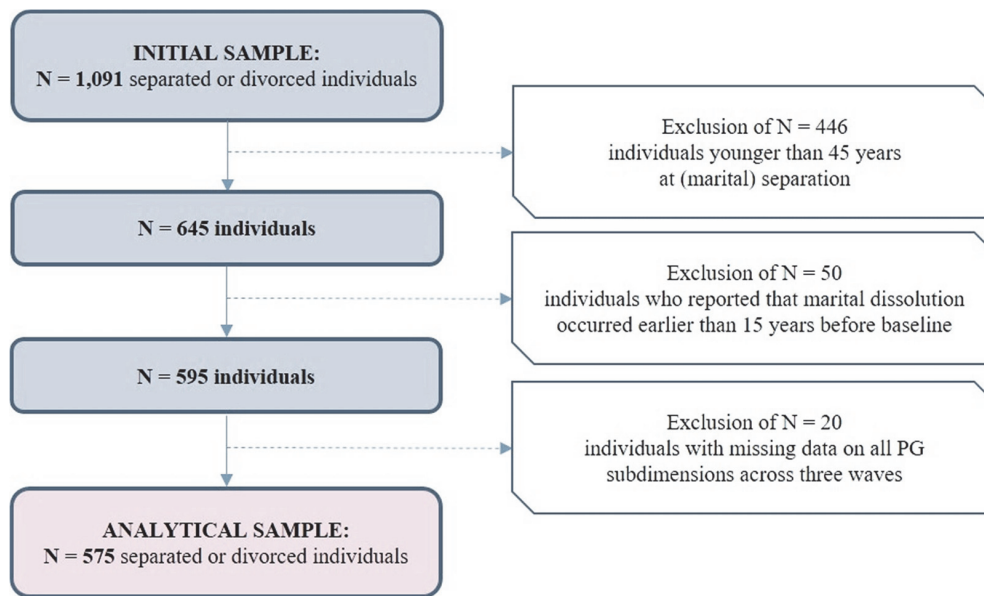 INITIAL SAMPLE:
N = 1,091 separated or divorced individuals
Exclusion of N = 446
individuals younger than 45 years
at (marital) separation
N = 645 individuals
Exclusion of N = 50
individuals who reported that marital dissolution
occurred earlier than 15 years before baseline
N = 595 individuals
Exclusion of N = 20
individuals with missing data on all PG
subdimensions across three waves
ANALYTICAL SAMPLE:
N = 575 separated or divorced individuals